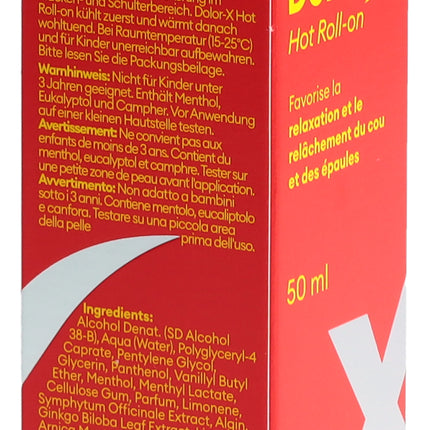 cken- und Schulterbereich. Dolor-X Hot
Roll-on kühlt zuerst und wärmt danach
wohltuend. Bei Raumtemperatur (15-25°C)
und für Kinder unerreichbar aufbewahren.
Bitte lesen Sie die Packungsbeilage.
Warnhinweis: Nicht für Kinder unter
3 Jahren geeignet. Enthält Menthol,
Eukalyptol und Campher. Vor Anwendung
auf einer kleinen Hautstelle testen.
Avertissement: Ne convient pas aux
enfants de moins de 3 ans. Contient du
menthol, eucalyptol et camphre. Tester sur
une petite zone de peau avant l'application.
Avvertimento: Non adatto a bambini
sotto i 3 anni. Contiene mentolo, eucaliptolo
e canfora. Testare su una piccola area
della pelle prima dell'uso.
Ingredients:
Alcohol Denat. (SD Alcohol
38-B), Aqua (Water), Polyglyceryl-4
Caprate, Pentylene Glycol,
Glycerin, Panthenol, Vanillyl Butyl
Ether, Menthol, Menthyl Lactate,
Cellulose Gum, Parfum, Limonene,
Symphytum Officinale Extract, Algin,
Ginkgo Biloba Leaf Extract,
Arnica
Hot Roll-on
Favorise la
relaxation et le
relâchement du cou
et des épaules
50 ml
X